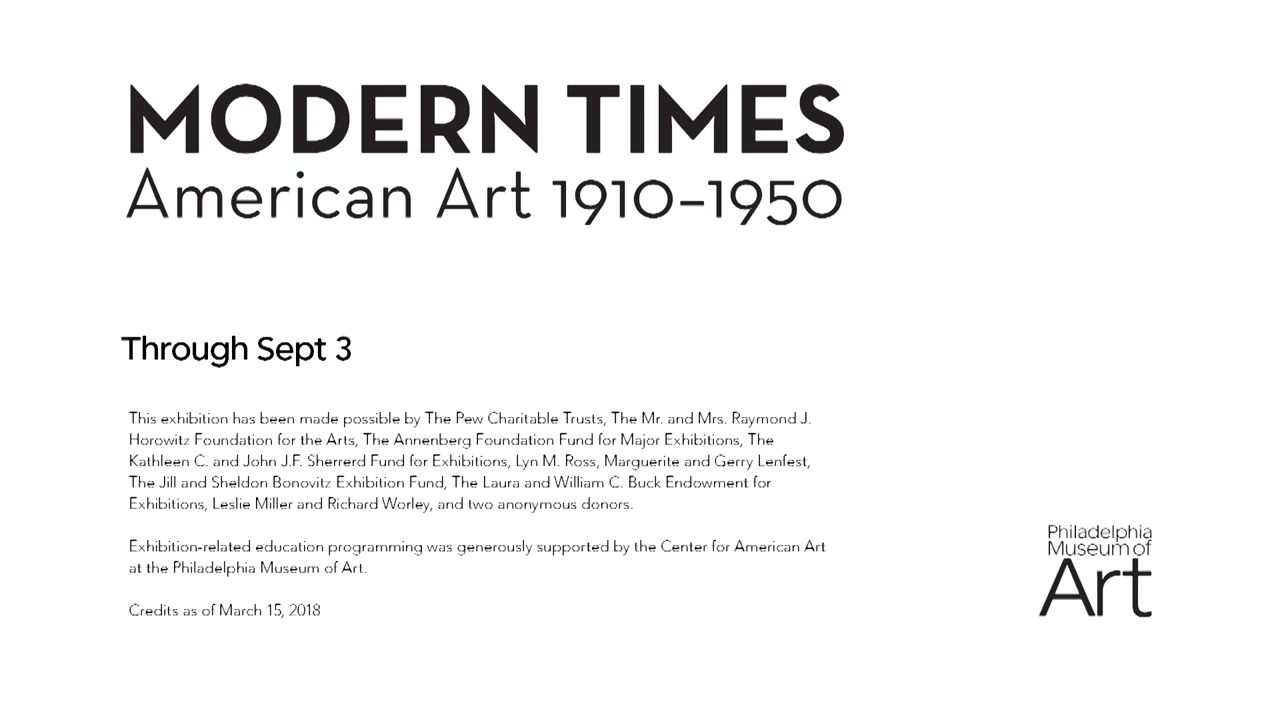 MODERN TIMES
American Art 1910–1950
Through Sept 3
This exhibition has been made possible by The Pew Charitable Trusts, The Mr. and Mrs. Raymond J.
Horowitz Foundation for the Arts, The Annenberg Foundation Fund for Major Exhibitions, The
Kathleen C. and John J.F. Sherrerd Fund for Exhibitions, Lyn M. Ross, Marguerite and Gerry Lenfest,
The Jill and Sheldon Bonovitz Exhibition Fund, The Laura and William C. Buck Endowment for
Exhibitions, Leslie Miller and Richard Worley, and two anonymous donors.
Exhibition-related education programming was generously supported by the Center for American Art
at the Philadelphia Museum of Art.
Credits as of March 15, 2018
Philadelphia
Museum of
Art